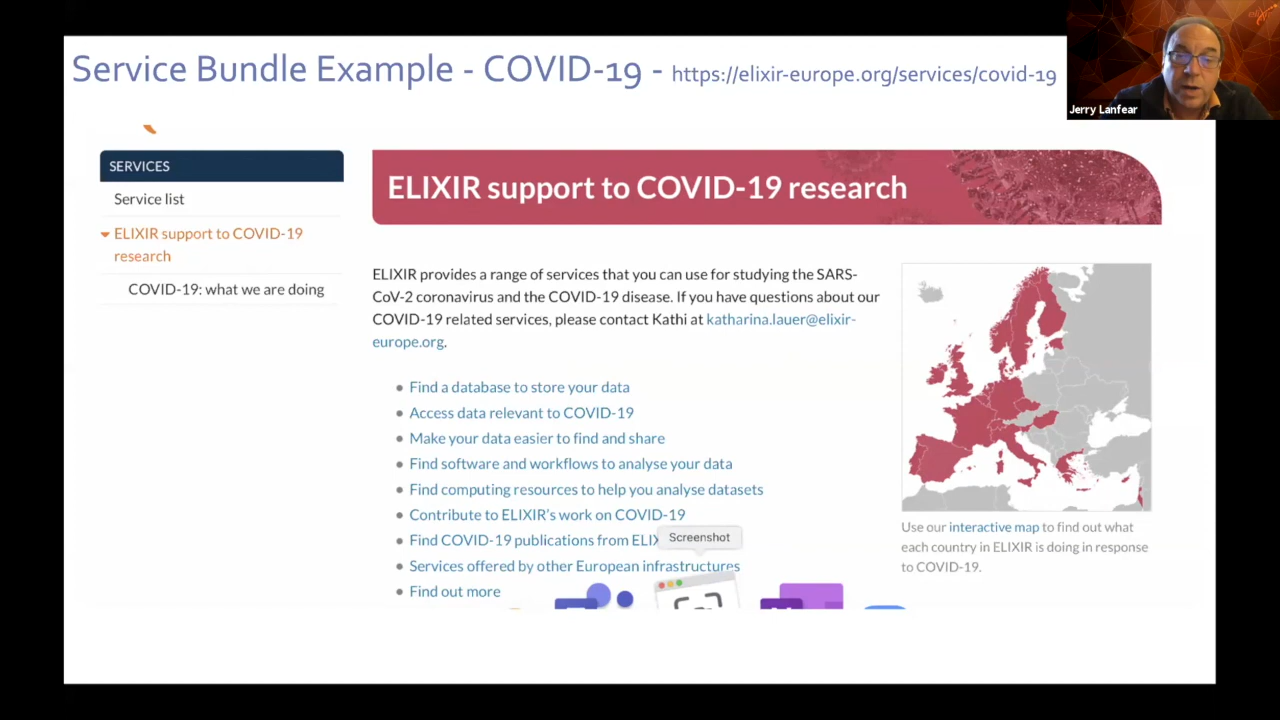 Service Bundle Example - COVID-19 - https://elixir-europe.org/services/covid-19
Jerry Lanfear
SERVICES
Service list
ELIXIR support to COVID-19
research
COVID-19: what we are doing
ELIXIR support to COVID-19 research
ELIXIR provides a range of services that you can use for studying the SARS-
CoV-2 coronavirus and the COVID-19 disease. If you have questions about our
COVID-19 related services, please contact Kathi at katharina.lauer@elixir-
europe.org.
Find a database to store your data
Access data relevant to COVID-19
Make your data easier to find and share
Find software and workflows to analyse your data
Find computing resources to help you analyse datasets
Contribute to ELIXIR's work on COVID-19
Find COVID-19 publications from ELIX
Screenshot
Services offered by other European infrastructures
Find out more
Use our interactive map to find out what
each country in ELIXIR is doing in response
to COVID-19.